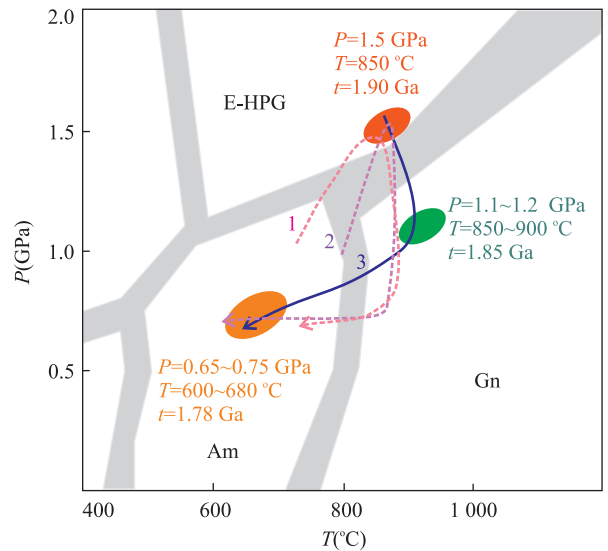 2.0
P=1.5 GPa
T=850 °C
t=1.90 Ga
E-HPG
1.5
P(GPa)
1
2
3
P=1.1~1.2 GPa
T=850~900 °C
t=1.85 Ga
1.0
0.5
P=0.65~0.75 GPa
T=600~680 °C
t=1.78 Ga
Gn
Am
400 600 800 1 000
T(°C)